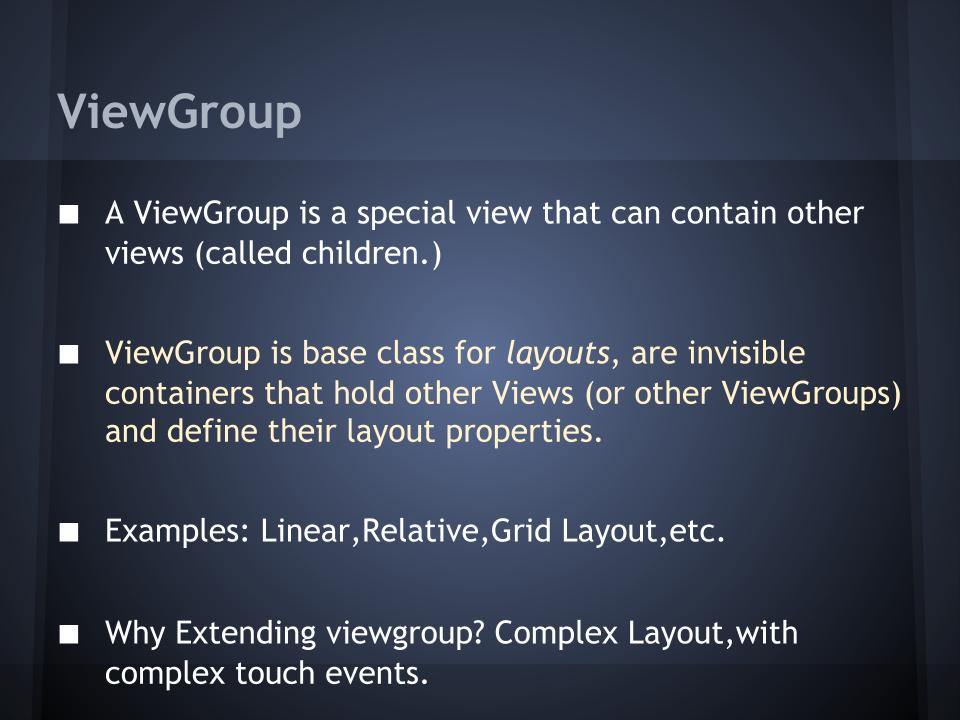 ViewGroup
■ A ViewGroup is a special view that can contain other
views (called children.)
■ ViewGroup is base class for layouts, are invisible
containers that hold other Views (or other ViewGroups)
and define their layout properties.
■ Examples: Linear,Relative,Grid Layout,etc.
■ Why Extending viewgroup? Complex Layout,with
complex touch events.